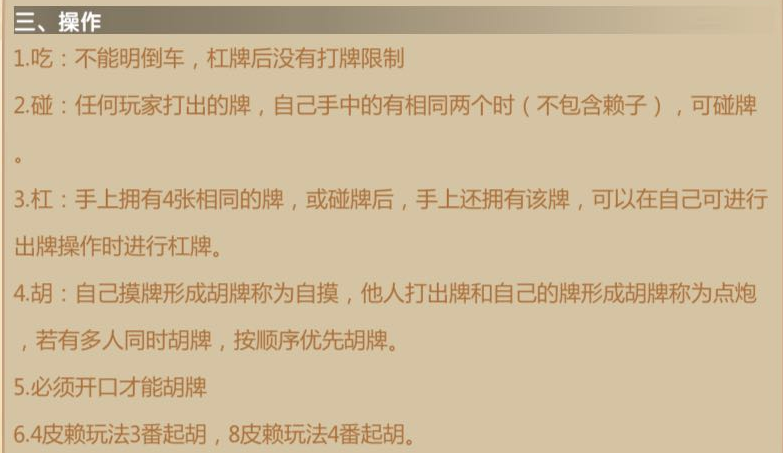 三、操作
1.吃：不能明倒车，杠牌后没有打牌限制
2.碰：任何玩家打出的牌，自己手中的有相同两个时（不包含赖子），可碰牌
。
3.杠：手上拥有4张相同的牌，或碰牌后，手上还拥有该牌，可以在自己可进行
出牌操作时进行杠牌。
4.胡：自己摸牌形成胡牌称为自摸，他人打出牌和自己的牌形成胡牌称为点炮
，若有多人同时胡牌，按顺序优先胡牌。
5.必须开口才能胡牌
6.4皮赖玩法3番起胡，8皮赖玩法4番起胡。